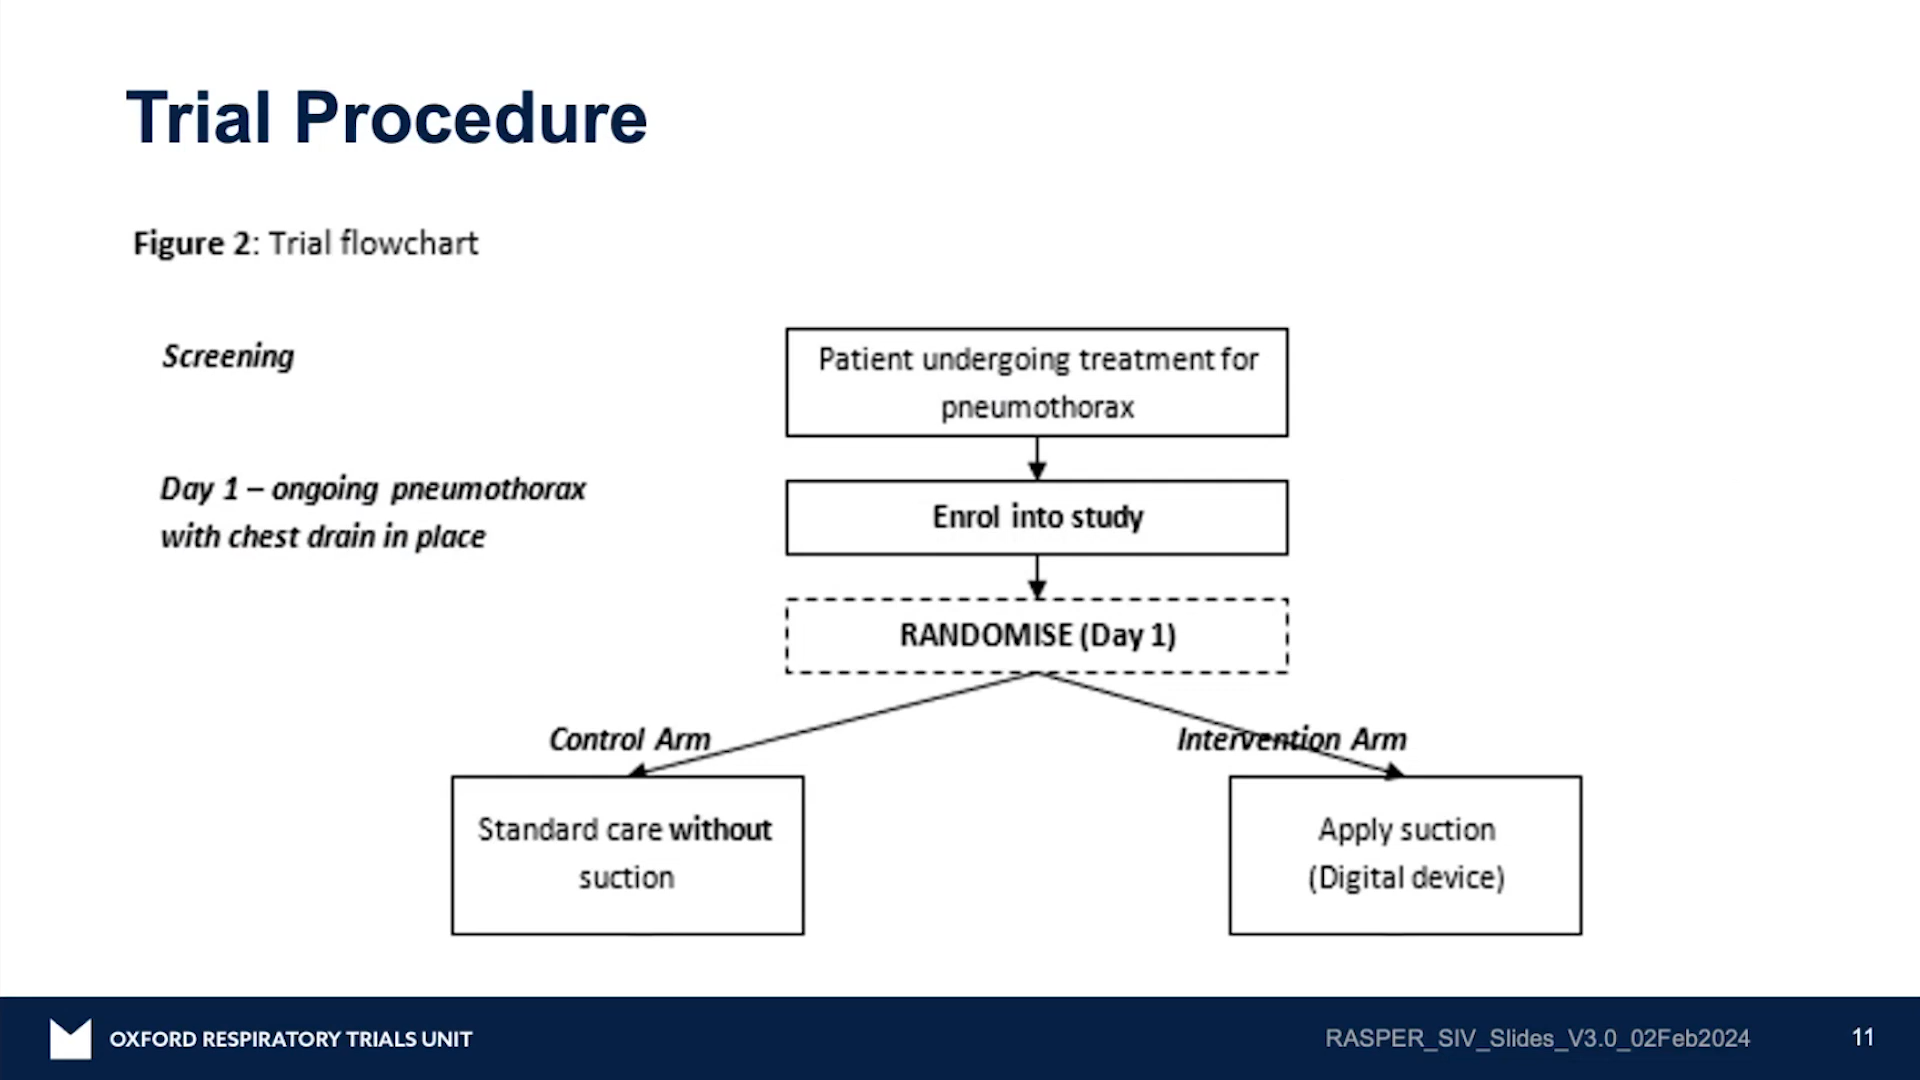 Trial Procedure
Figure 2: Trial flowchart
Screening
Patient undergoing treatment for
pneumothorax
Day 1 – ongoing pneumothorax
with chest drain in place
Enrol into study
RANDOMISE (Day 1)
Control Arm
Intervention Arm
Standard care without
suction
Apply suction
(Digital device)
OXFORD RESPIRATORY TRIALS UNIT
RASPER_SIV_Slides_V3.0_02Feb2024
11